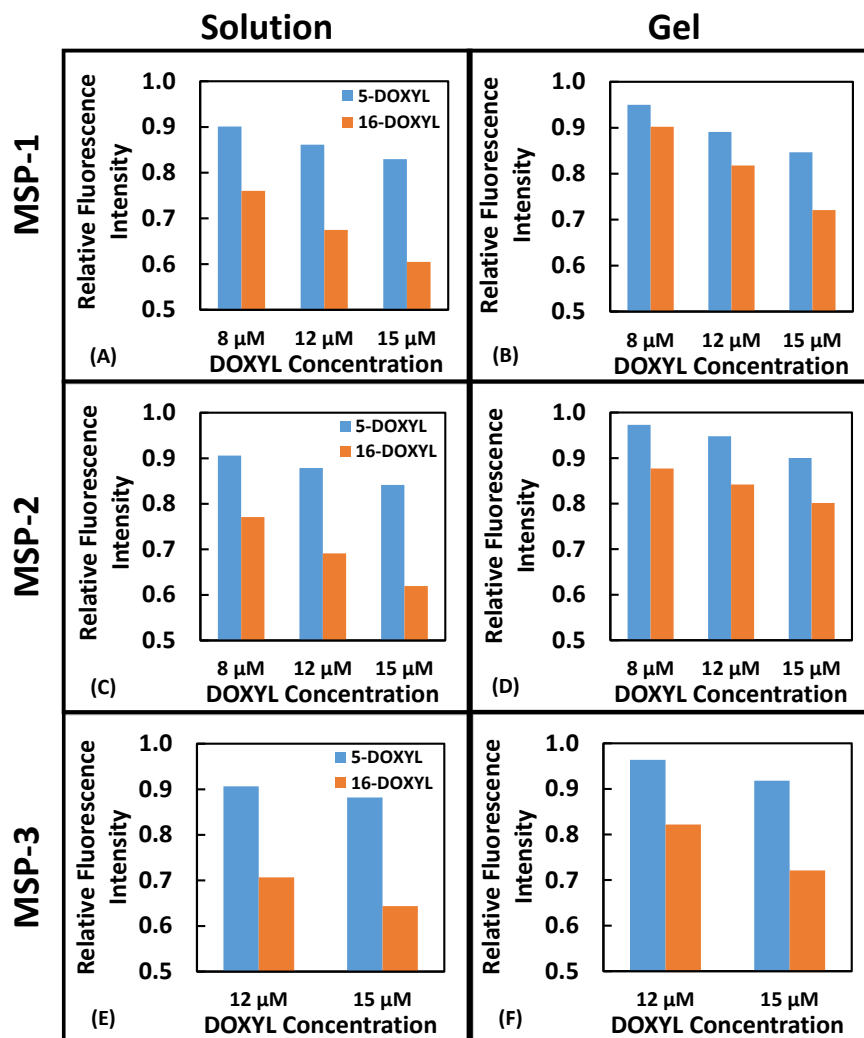 Solution
Gel
MSP-1
Relative Fluorescence
Intensity
1.0
0.9
0.8
0.7
0.6
0.5
5-DOXYL
16-DOXYL
8 µM
12 µM
15 µM
(A)
DOXYL Concentration
Relative Fluorescence
Intensity
1.0
0.9
0.8
0.7
0.6
0.5
8 µM
12 µM
15 µM
(B)
DOXYL Concentration
MSP-2
Relative Fluorescence
Intensity
1.0
0.9
0.8
0.7
0.6
0.5
5-DOXYL
16-DOXYL
8 µM
12 µM
15 µM
(C)
DOXYL Concentration
Relative Fluorescence
Intensity
1.0
0.9
0.8
0.7
0.6
0.5
8 µM
12 µM
15 µM
(D)
DOXYL Concentration
MSP-3
Relative Fluorescence
Intensity
1.0
0.9
0.8
0.7
0.6
0.5
5-DOXYL
16-DOXYL
12 µM
15 µM
(E)
DOXYL Concentration
Relative Fluorescence
Intensity
1.0
0.9
0.8
0.7
0.6
0.5
12 µM
15 µM
(F)
DOXYL Concentration